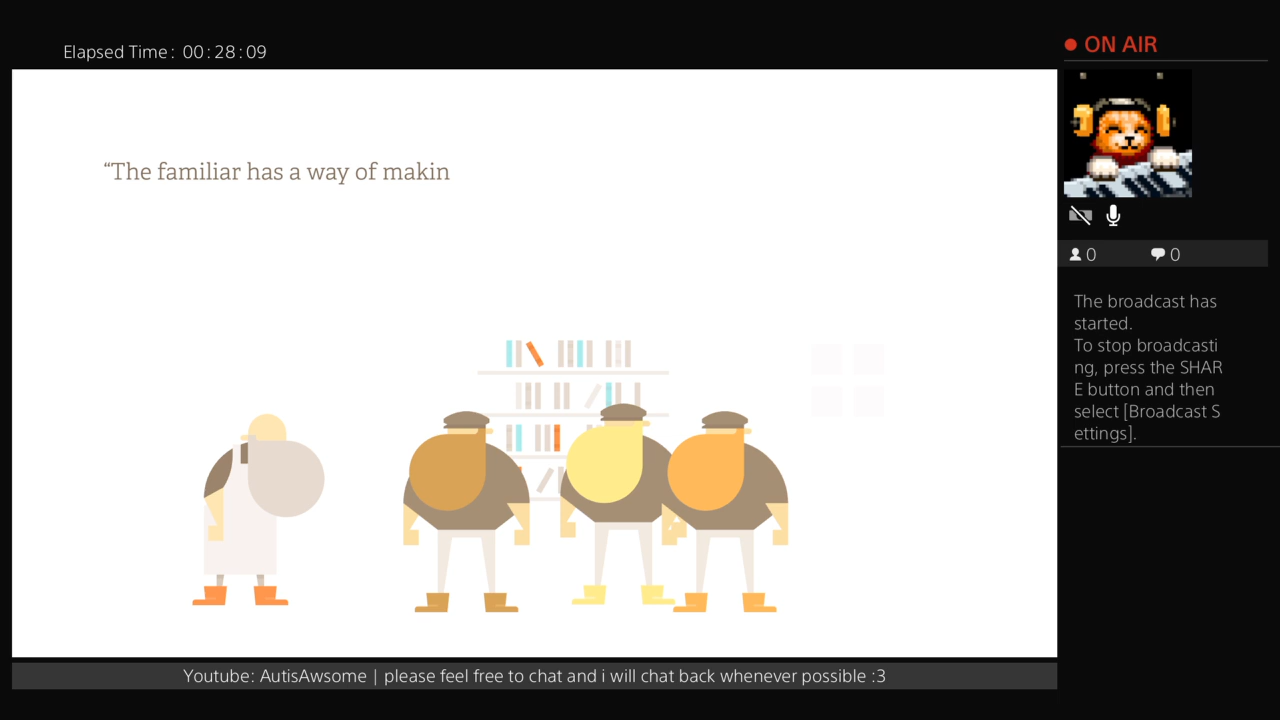 Elapsed Time: 00:28:09
ON AIR
“The familiar has a way of makin
0 0
The broadcast has
started.
To stop broadcasti
ng, press the SHAR
E button and then
select [Broadcast S
ettings].
Youtube: AutisAwsome | please feel free to chat and i will chat back whenever possible :3